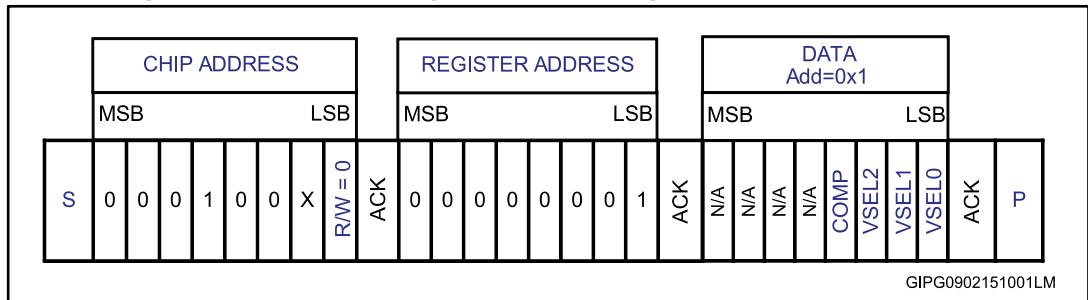 CHIP ADDRESS REGISTER ADDRESS DATA
Add=0x1
MSB LSB MSB LSB MSB LSB
S 0 0 0 1 0 0 X R/W = 0 ACK 0 0 0 0 0 0 0 1 ACK N/A N/A N/A N/A COMP VSEL2 VSEL1 VSEL0 ACK P
GIPG0902151001LM